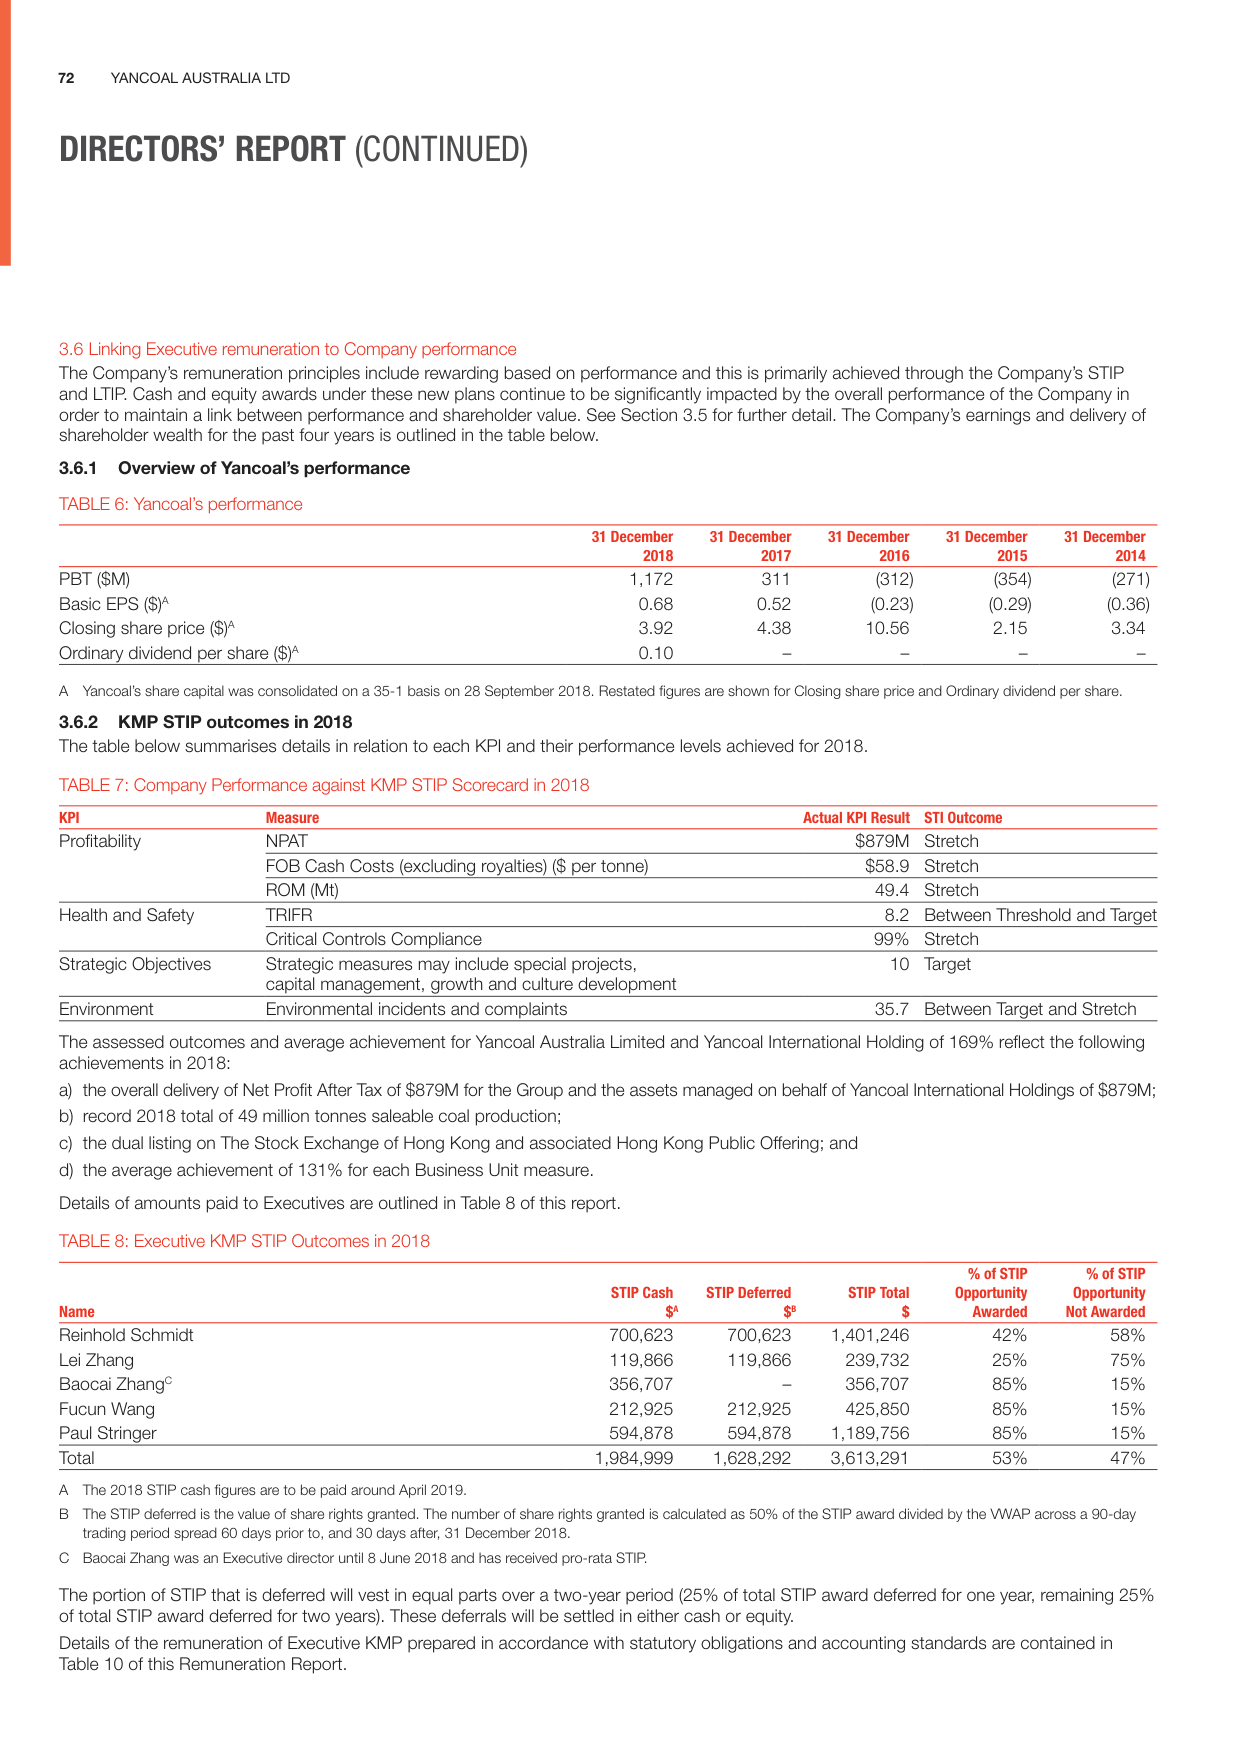 72 YANCOAL AUSTRALIA LTD
DIRECTORS’ REPORT (CONTINUED)
3.6 Linking Executive remuneration to Company performance
The Company’s remuneration principles include rewarding based on performance and this is primarily achieved through the Company’s STIP
and LTIP. Cash and equity awards under these new plans continue to be significantly impacted by the overall performance of the Company in
order to maintain a link between performance and shareholder value. See Section 3.5 for further detail. The Company’s earnings and delivery of
shareholder wealth for the past four years is outlined in the table below.
3.6.1 Overview of Yancoal’s performance
TABLE 6: Yancoal’s performance
31 December 31 December 31 December 31 December 31 December
2018 2017 2016 2015 2014
PBT ($M) 1,172 311 (312) (354) (271)
Basic EPS ($)A 0.68 0.52 (0.23) (0.29) (0.36)
Closing share price ($)A 3.92 4.38 10.56 2.15 3.34
Ordinary dividend per share ($)A 0.10 – – – –
A Yancoal’s share capital was consolidated on a 35-1 basis on 28 September 2018. Restated figures are shown for Closing share price and Ordinary dividend per share.
3.6.2 KMP STIP outcomes in 2018
The table below summarises details in relation to each KPI and their performance levels achieved for 2018.
TABLE 7: Company Performance against KMP STIP Scorecard in 2018
KPI Measure Actual KPI Result STI Outcome
Profitability NPAT $879M Stretch
FOB Cash Costs (excluding royalties) ($ per tonne) $58.9 Stretch
ROM (Mt) 49.4 Stretch
Health and Safety TRIFR 8.2 Between Threshold and Target
Critical Controls Compliance 99% Stretch
Strategic Objectives Strategic measures may include special projects, 10 Target
capital management, growth and culture development
Environment Environmental incidents and complaints 35.7 Between Target and Stretch
The assessed outcomes and average achievement for Yancoal Australia Limited and Yancoal International Holding of 169% reflect the following
achievements in 2018:
a) the overall delivery of Net Profit After Tax of $879M for the Group and the assets managed on behalf of Yancoal International Holdings of $879M;
b) record 2018 total of 49 million tonnes saleable coal production;
c) the dual listing on The Stock Exchange of Hong Kong and associated Hong Kong Public Offering; and
d) the average achievement of 131% for each Business Unit measure.
Details of amounts paid to Executives are outlined in Table 8 of this report.
TABLE 8: Executive KMP STIP Outcomes in 2018
% of STIP % of STIP
STIP Cash STIP Deferred STIP Total Opportunity Opportunity
Name $A $B $ Awarded Not Awarded
Reinhold Schmidt 700,623 700,623 1,401,246 42% 58%
Lei Zhang 119,866 119,866 239,732 25% 75%
Baocai ZhangC 356,707 – 356,707 85% 15%
Fucun Wang 212,925 212,925 425,850 85% 15%
Paul Stringer 594,878 594,878 1,189,756 85% 15%
Total 1,984,999 1,628,292 3,613,291 53% 47%
A The 2018 STIP cash figures are to be paid around April 2019.
B The STIP deferred is the value of share rights granted. The number of share rights granted is calculated as 50% of the STIP award divided by the VWAP across a 90-day
trading period spread 60 days prior to, and 30 days after, 31 December 2018.
C Baocai Zhang was an Executive director until 8 June 2018 and has received pro-rata STIP.
The portion of STIP that is deferred will vest in equal parts over a two-year period (25% of total STIP award deferred for one year, remaining 25%
of total STIP award deferred for two years). These deferrals will be settled in either cash or equity.
Details of the remuneration of Executive KMP prepared in accordance with statutory obligations and accounting standards are contained in
Table 10 of this Remuneration Report.